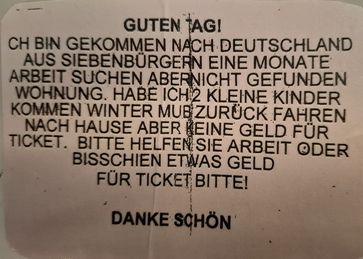 GUTEN TAG!
CH BIN GEKOMMEN NACH DEUTSCHLAND
AUS SIEBENBÜRGERN EINE MONATE
ARBEIT SUCHEN ABER NICHT GEFUNDEN
WOHNUNG. HABE ICH 2 KLEINE KINDER
KOMMEN WINTER MUß ZURÜCK FAHREN
NACH HAUSE ABER KEINE GELD FÜR
TICKET. BITTE HELFEN SIE ARBEIT ODER
BISSCHIEN ETWAS GELD
FÜR TICKET BITTE!
DANKE SCHÖN